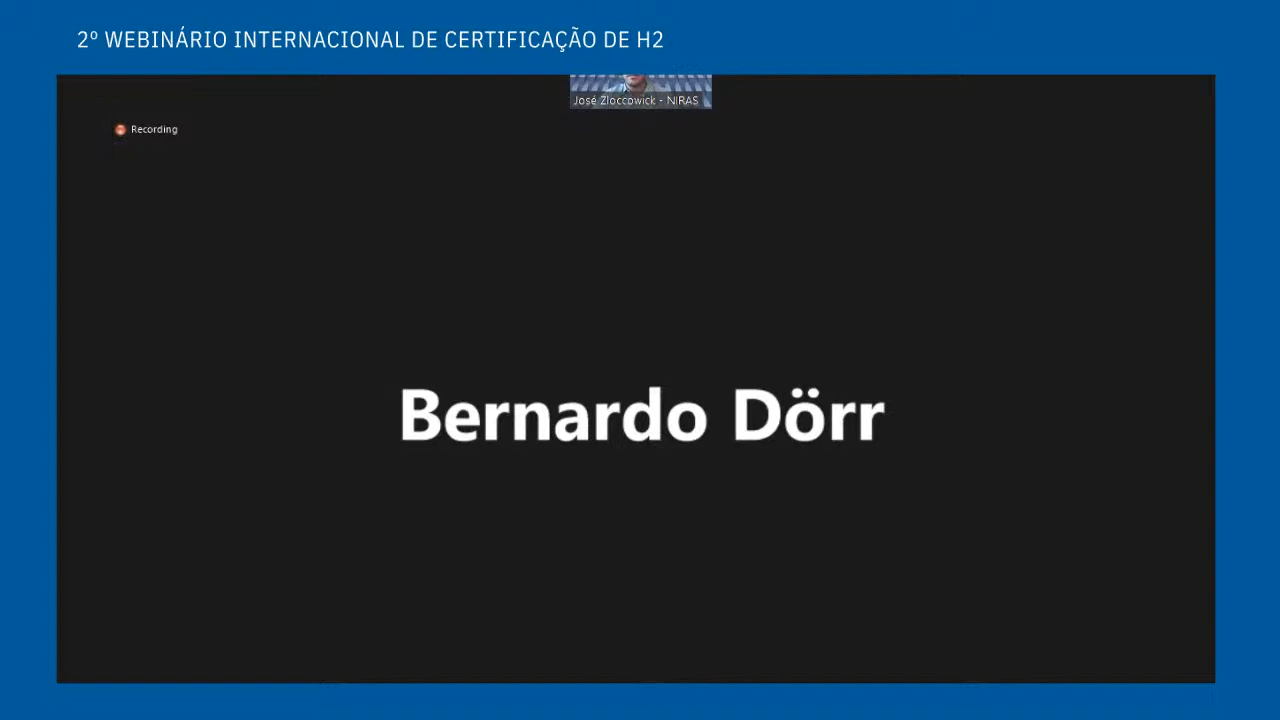 2º WEBINÁRIO INTERNACIONAL DE CERTIFICAÇÃO DE H2
José Zloccowick - NIRAS
Recording
Bernardo Dörr